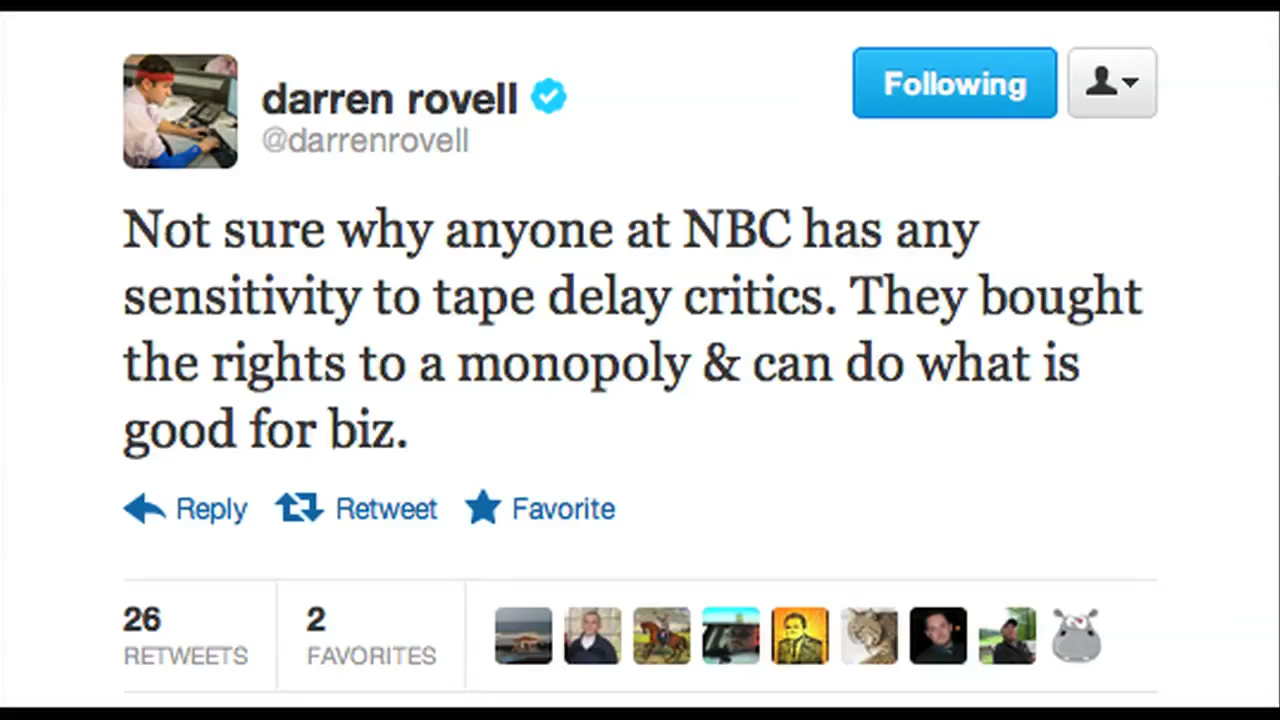 darren rovell
@darrenrovell
Following
Not sure why anyone at NBC has any
sensitivity to tape delay critics. They bought
the rights to a monopoly & can do what is
good for biz.
Reply Retweet Favorite
26 2
RETWEETS FAVORITES